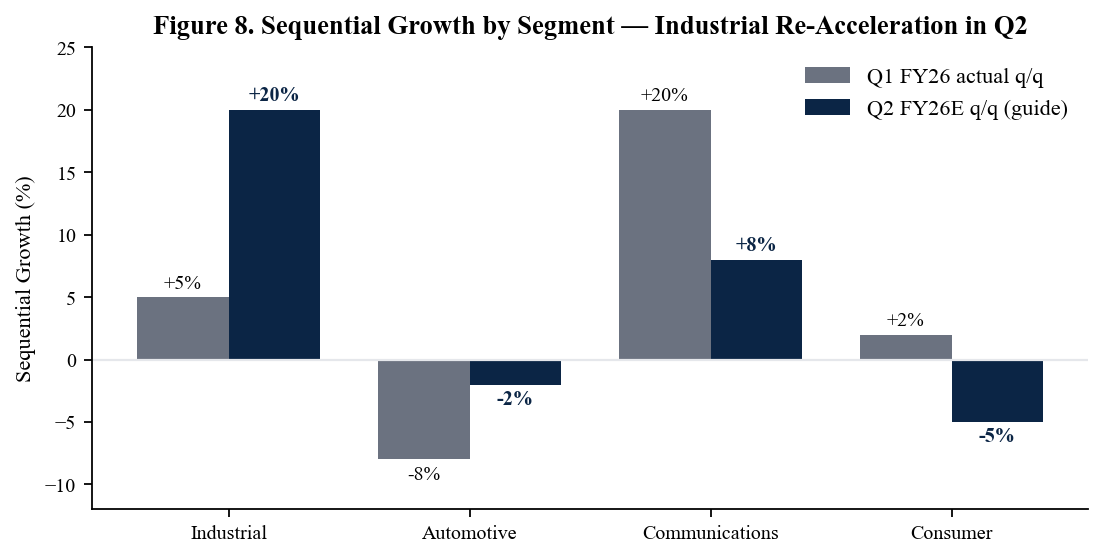 Figure 8. Sequential Growth by Segment — Industrial Re-Acceleration in Q2
Q1 FY26 actual q/q
Q2 FY26E q/q (guide)
Sequential Growth (%)
25
20
15
10
5
0
−5
−10
+5%
+20%
-8%
-2%
+20%
+8%
+2%
-5%
Industrial
Automotive
Communications
Consumer